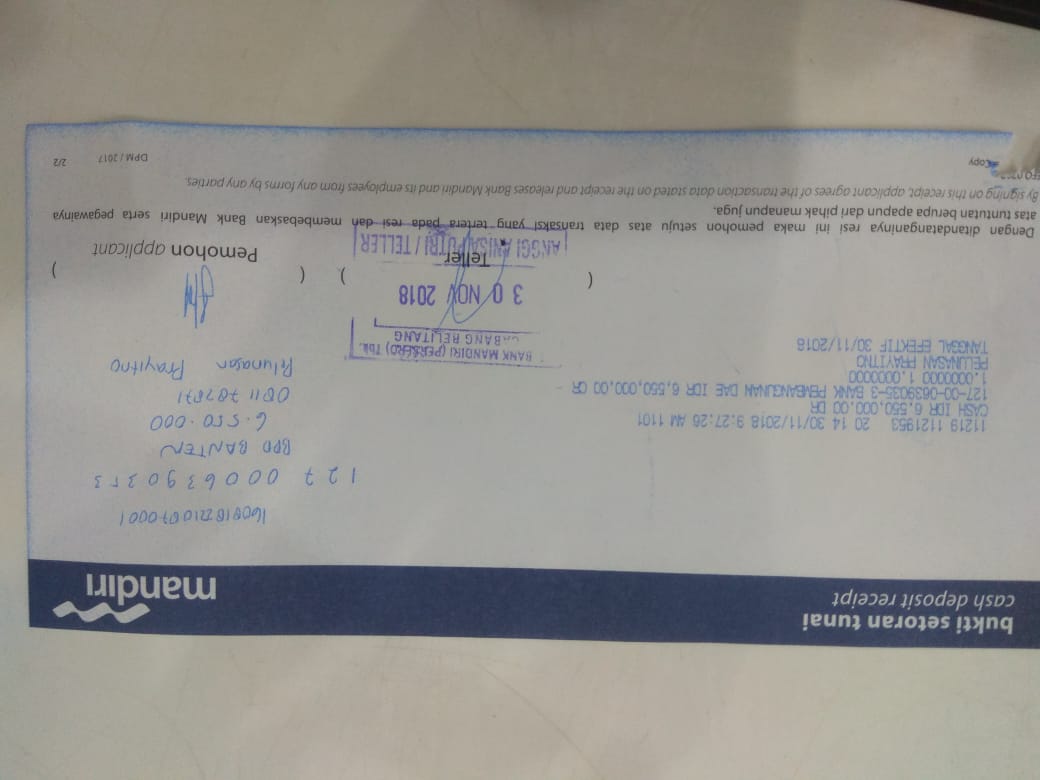 bukti setoran tunai
cash deposit receipt
mandiri
11219 1121953 20 14 30/11/2018 9:27:26 AM 1101
CASH IDR 6,550,000.00 DR
127-00-0639035-3 BANK PEMBANGUNAN DAE IDR 6,550,000.00 CR
1.0000000 1.0000000
PELUNASAN PRAYITNO
TANGGAL EFEKTIF 30/11/2018
127 0006390353
BPD BANTEN
6.550.000
Pelunasan Prayitno
BANK MANDIRI (PERSERO) Tbk.
CABANG BELITANG
30 NOV 2018
ANGGI ANISA PUTRI / TELLER
( Teller )
( Pemohon applicant )
Dengan ditandatanganinya resi ini maka pemohon setuju atas data transaksi yang tertera pada resi dan membebaskan Bank Mandiri serta pegawainya
atas tuntutan berupa apapun dari pihak manapun juga.
By signing on this receipt, applicant agrees of the transaction data stated on the receipt and releases Bank Mandiri and its employees from any forms by any parties.
Copy
DPM / 2017 2/2